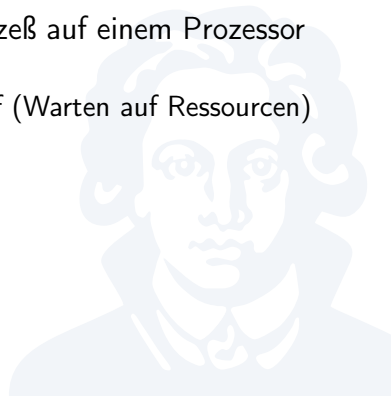 zeß auf einem Prozessor
f (Warten auf Ressourcen)